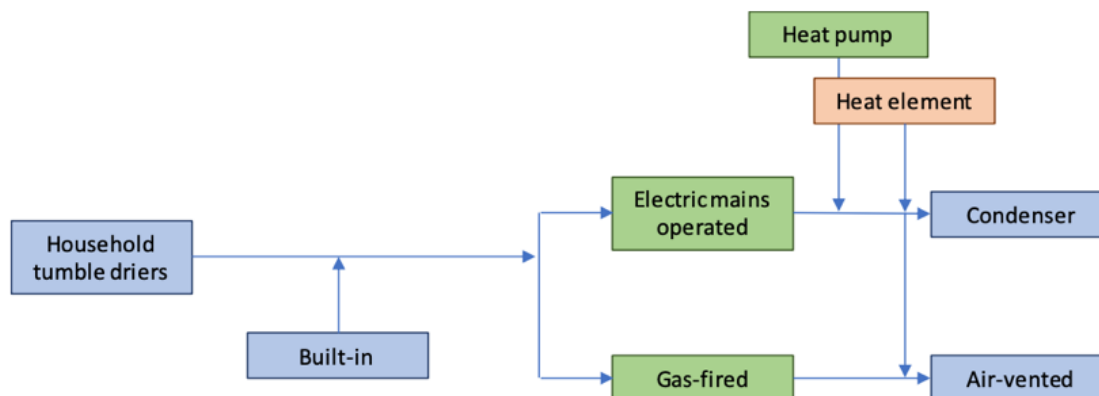 Heat pump
Heat element
Electric mains
operated
Condenser
Household
tumble driers
Built-in
Gas-fired
Air-vented